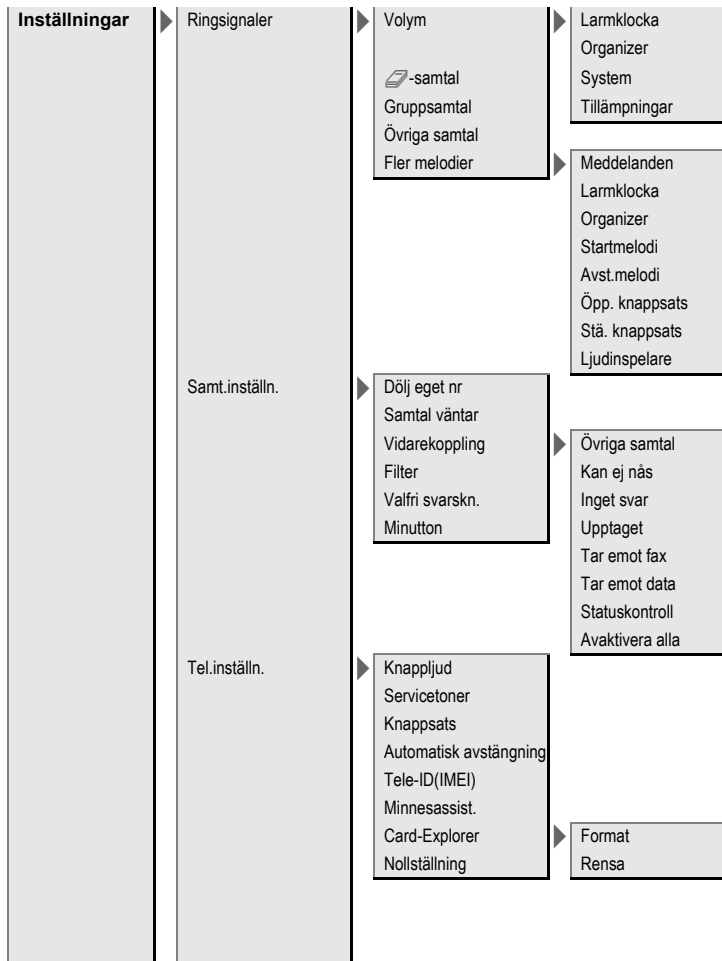 Inställningar
Ringsignaler
Volym
-samtal
Gruppsamtal
Övriga samtal
Fler melodier
Larmklocka
Organizer
System
Tillämpningar
Meddelanden
Larmklocka
Organizer
Startmelodi
Avst.melodi
Öpp. knappsats
Stä. knappsats
Ljudinspelare
Samt.inställn.
Dölj eget nr
Samtal väntar
Vidarekoppling
Filter
Valfri svarskn.
Minutton
Övriga samtal
Kan ej nås
Inget svar
Upptaget
Tar emot fax
Tar emot data
Statuskontroll
Avaktivera alla
Tel.inställn.
Knappljud
Servicetoner
Knappsats
Automatisk avstängning
Tele-ID(IMEI)
Minnesassist.
Card-Explorer
Nollställning
Format
Rensa